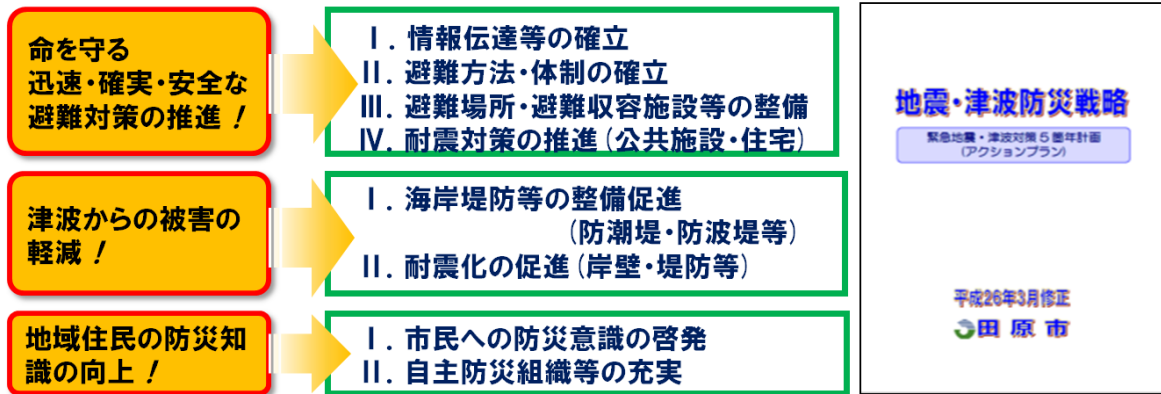 命を守る
迅速・確実・安全な
避難対策の推進！
Ⅰ．情報伝達等の確立
Ⅱ．避難方法・体制の確立
Ⅲ．避難場所・避難収容施設等の整備
Ⅳ．耐震対策の推進（公共施設・住宅）
津波からの被害の
軽減！
Ⅰ．海岸堤防等の整備促進
（防潮堤・防波堤等）
Ⅱ．耐震化の促進（岸壁・堤防等）
地域住民の防災知
識の向上！
Ⅰ．市民への防災意識の啓発
Ⅱ．自主防災組織等の充実
地震・津波防災戦略
緊急地震・津波対策５箇年計画
（アクションプラン）
平成26年3月修正
田原市